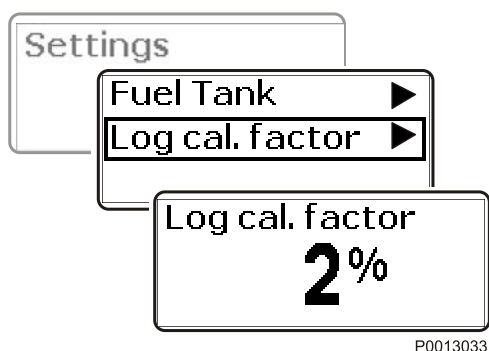 Settings
Fuel Tank ▶
Log cal. factor ▶
Log cal. factor
2%
P0013033